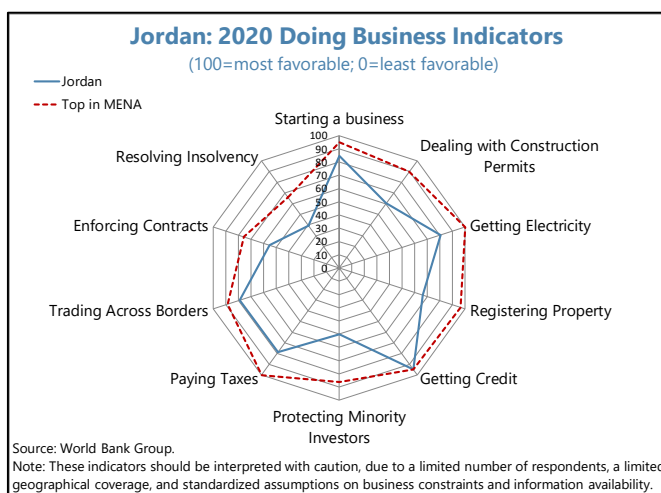 Jordan: 2020 Doing Business Indicators
(100=most favorable; 0=least favorable)
Jordan
Top in MENA
Starting a business
Dealing with Construction
Permits
Getting Electricity
Registering Property
Getting Credit
Protecting Minority
Investors
Paying Taxes
Trading Across Borders
Enforcing Contracts
Resolving Insolvency
100
90
80
70
60
50
40
30
20
10
0
Source: World Bank Group.
Note: These indicators should be interpreted with caution, due to a limited number of respondents, a limited
geographical coverage, and standardized assumptions on business constraints and information availability.